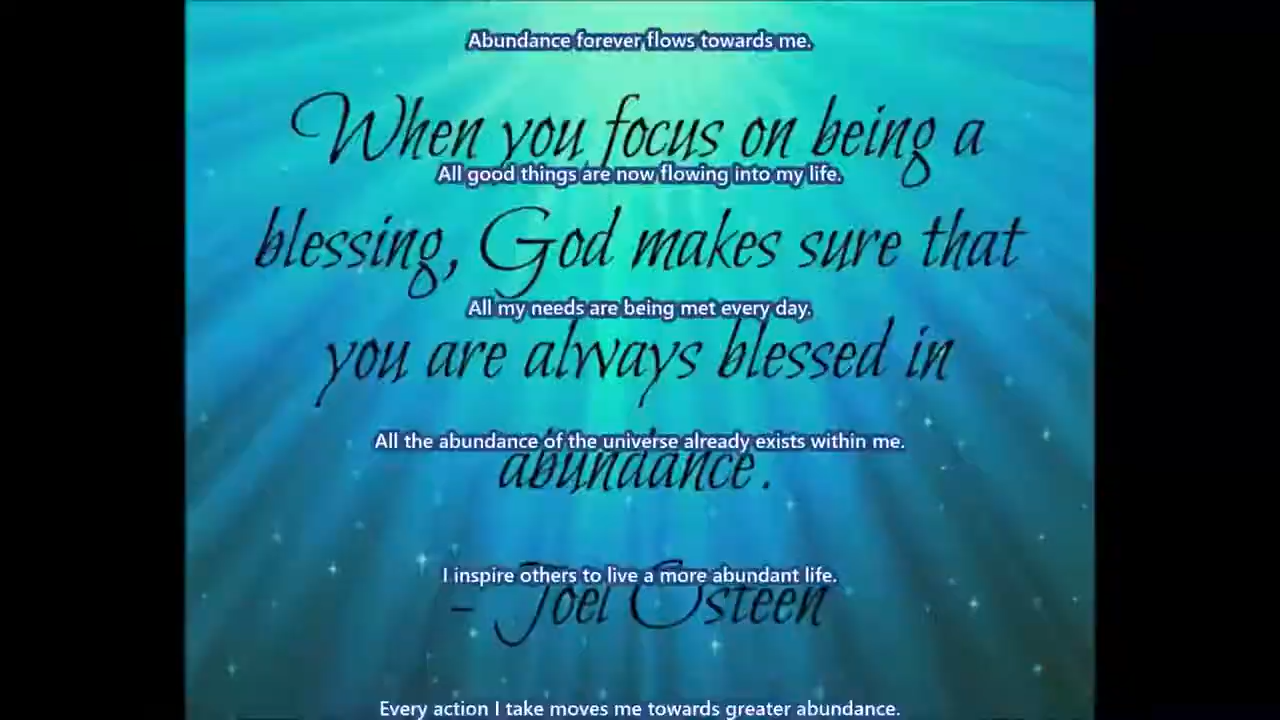 Abundance forever flows towards me.
When you focus on being a
All good things are now flowing into my life.
blessing, God makes sure that
All my needs are being met every day.
you are always blessed in
All the abundance of the universe already exists within me.
abundance.
I inspire others to live a more abundant life.
- Joel Osteen
Every action I take moves me towards greater abundance.